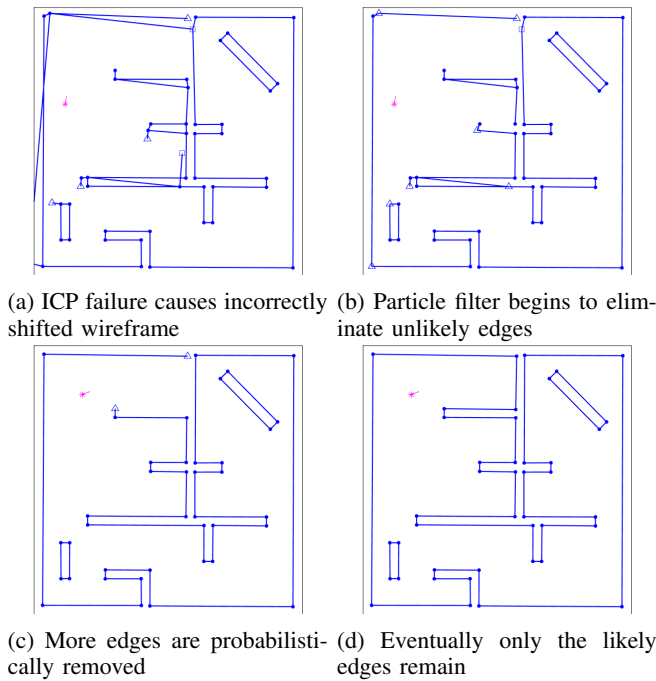 (a) ICP failure causes incorrectly
shifted wireframe
(b) Particle filter begins to elim-
inate unlikely edges
(c) More edges are probabilisti-
cally removed
(d) Eventually only the likely
edges remain